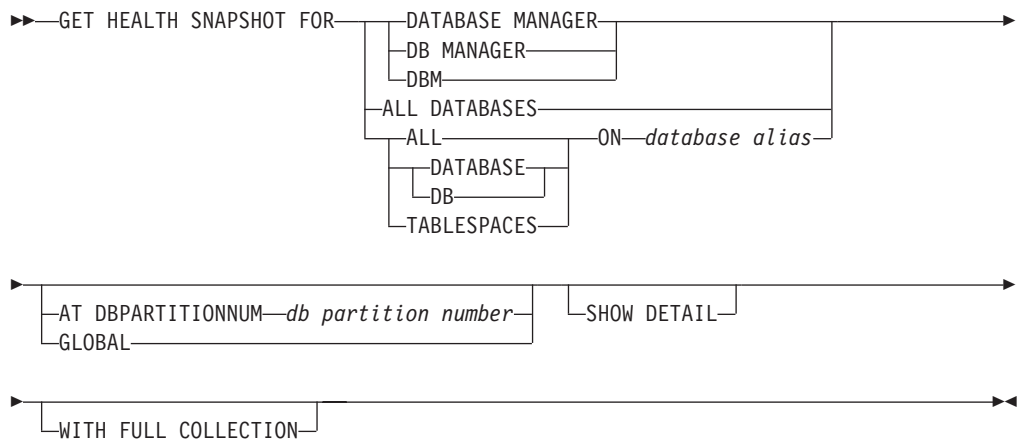 GET HEALTH SNAPSHOT FOR DATABASE MANAGER
DB MANAGER
DBM
ALL DATABASES
ALL ON database alias
DATABASE
DB
TABLESPACES
AT DBPARTITIONNUM db partition number SHOW DETAIL
GLOBAL
WITH FULL COLLECTION